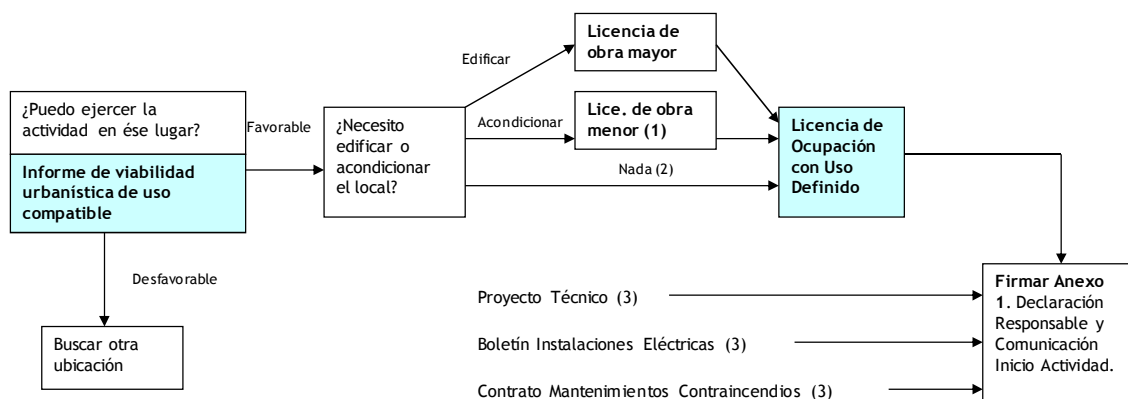 ¿Puedo ejercer la
actividad en ése lugar?
Informe de viabilidad
urbanística de uso
compatible
Favorable
Desfavorable
Buscar otra
ubicación
¿Necesito
edificar o
acondicionar
el local?
Edificar
Acondicionar
Nada (2)
Licencia de
obra mayor
Lice. de obra
menor (1)
Licencia de
Ocupación
con Uso
Definido
Proyecto Técnico (3)
Boletín Instalaciones Eléctricas (3)
Contrato Mantenimientos Contraincendios (3)
Firmar Anexo
1. Declaración
Responsable y
Comunicación
Inicio Actividad.